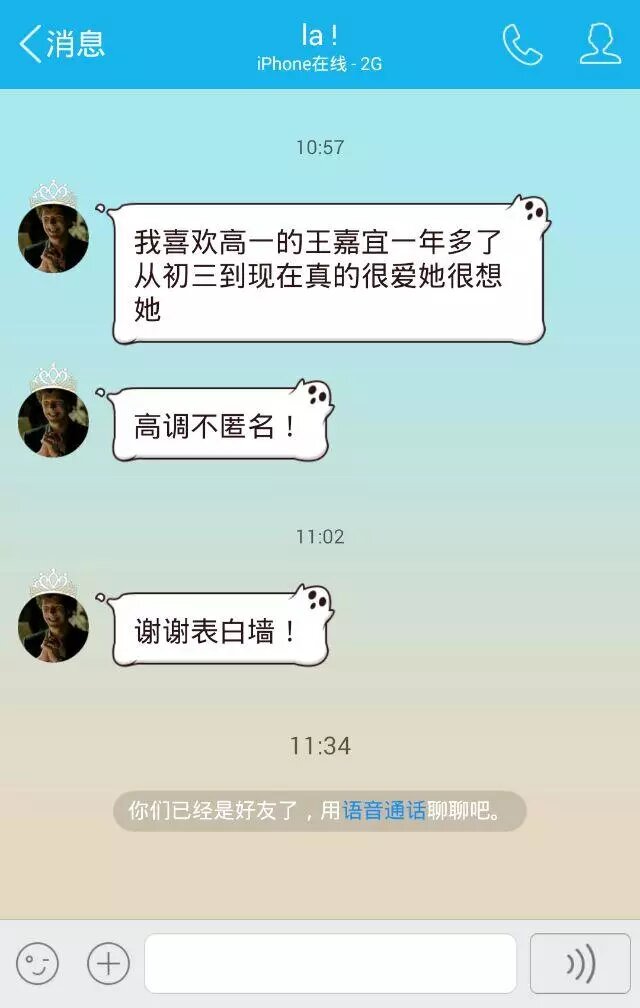 消息
la !
iPhone在线 - 2G
10:57
我喜欢高一的王嘉宜一年多了
从初三到现在真的很爱她很想
她
高调不匿名！
11:02
谢谢表白墙！
11:34
你们已经是好友了，用语音通话聊聊吧。